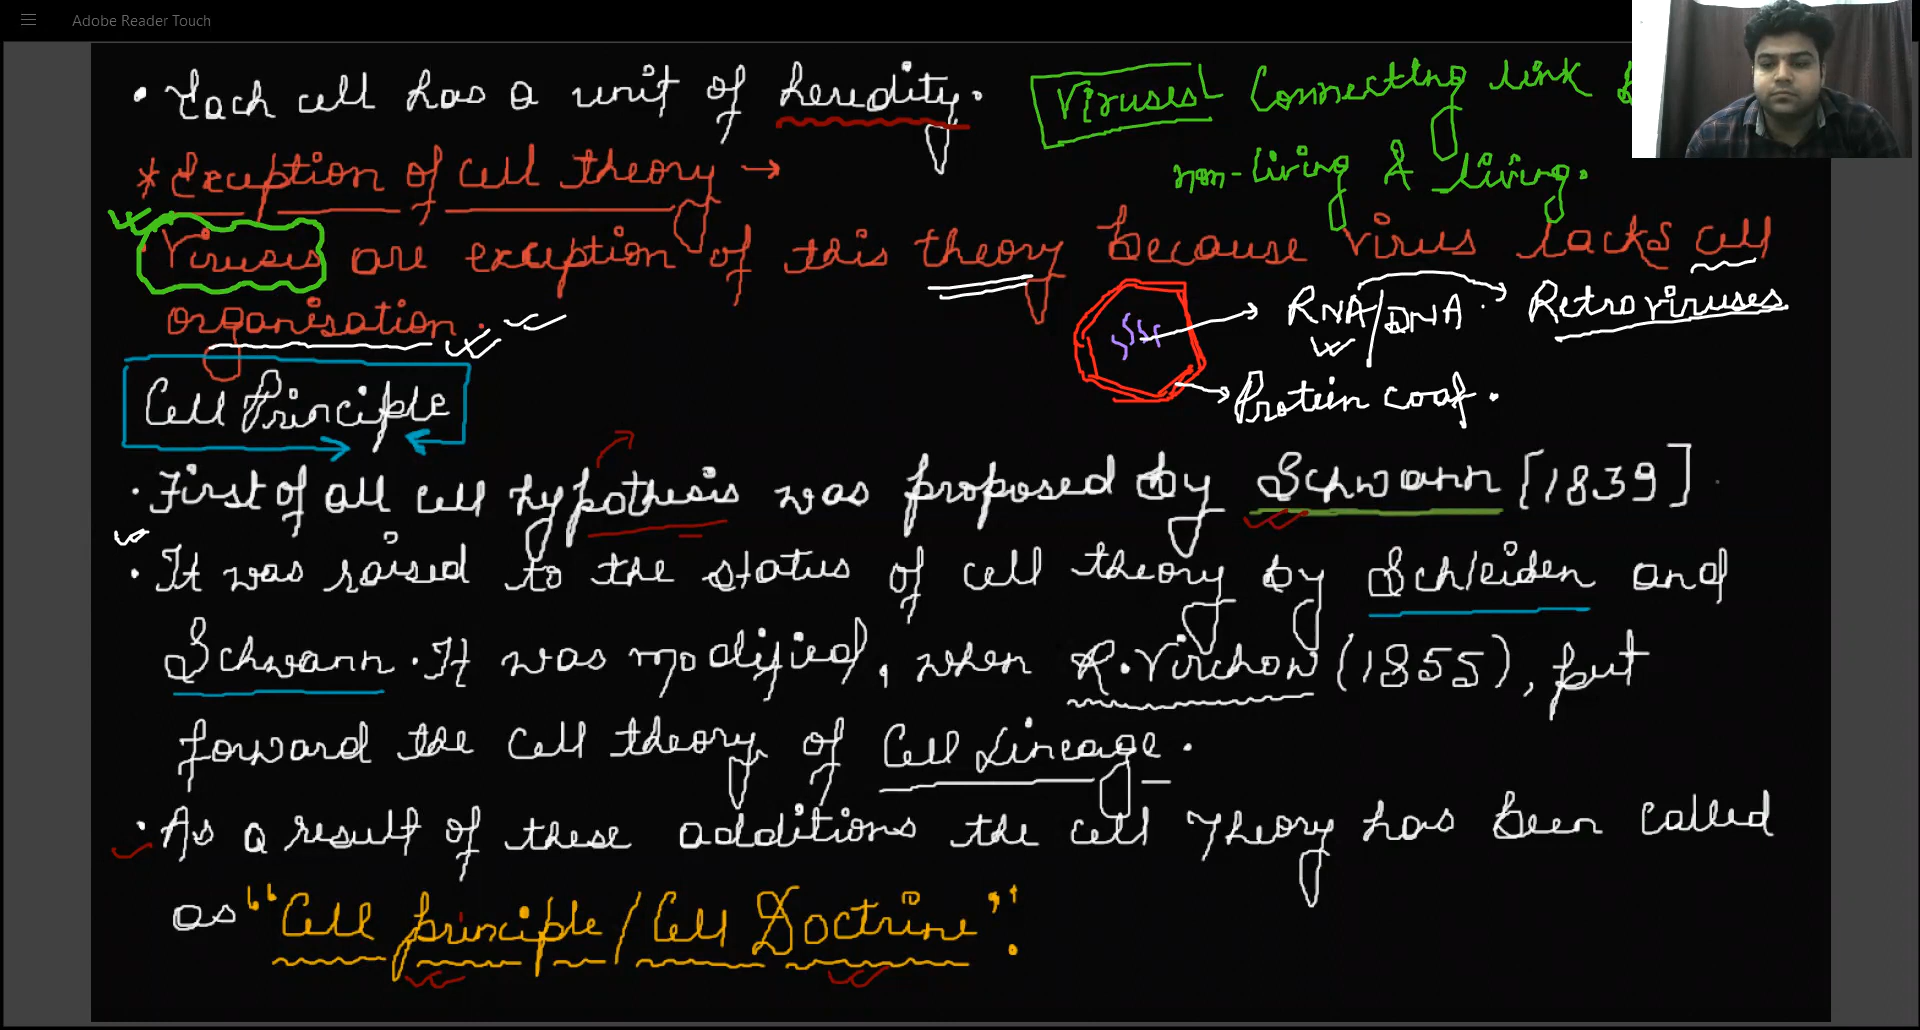 Adobe Reader Touch
• Each cell has a unit of heredity.
Viruses Connecting link
non-living & living.
* Exception of cell theory →
Viruses are exception of this theory because virus lacks cell
organisation.
RNA/DNA → Retroviruses
→ Protein coat.
Cell Principle
• First of all cell hypothesis was proposed by Schwann [1839]
• It was raised to the status of cell theory by Schleiden and
Schwann. It was modified, when R. Virchow (1855), put
forward the cell theory of Cell Lineage.
• As a result of these additions the cell Theory has been called
as "Cell principle/Cell Doctrine".